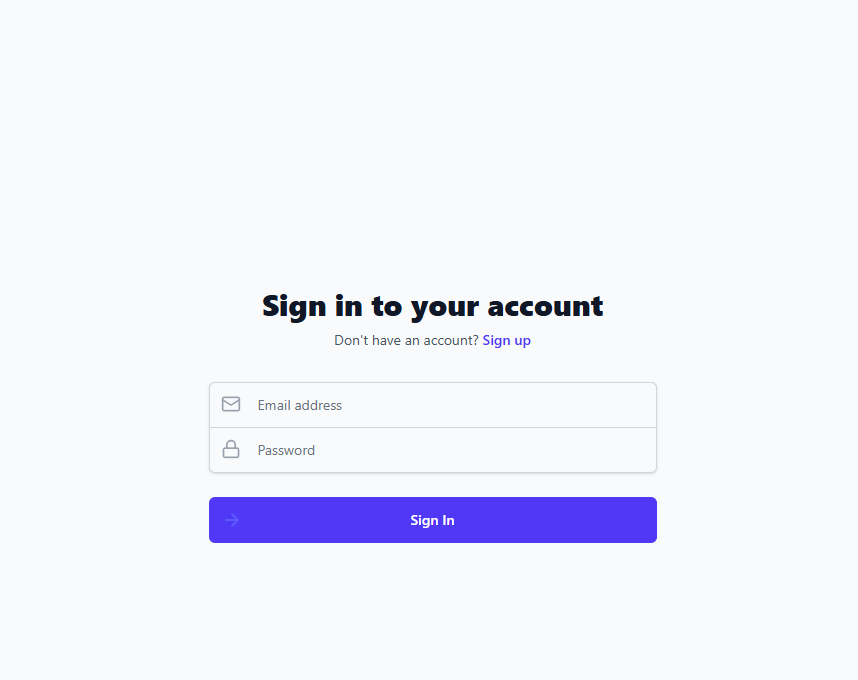 Sign in to your account
Don't have an account? Sign up
Email address
Password
Sign In